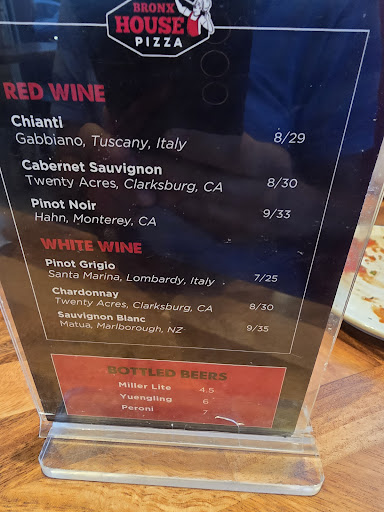 BRONX
HOUSE
PIZZA
RED WINE
Chianti
Gabbiano, Tuscany, Italy 8/29
Cabernet Sauvignon
Twenty Acres, Clarksburg, CA 8/30
Pinot Noir
Hahn, Monterey, CA 9/33
WHITE WINE
Pinot Grigio
Santa Marina, Lombardy, Italy 7/25
Chardonnay
Twenty Acres, Clarksburg, CA 8/30
Sauvignon Blanc
Matua, Marlborough, NZ 9/35
BOTTLED BEERS
Miller Lite 4.5
Yuengling 6
Peroni 7